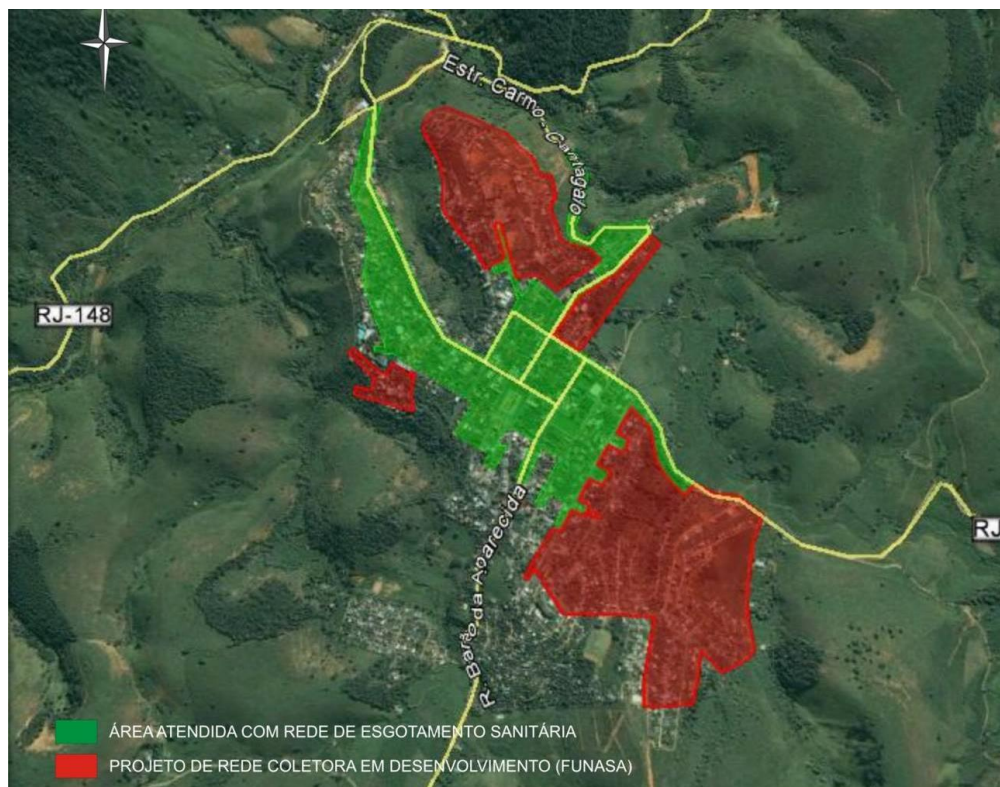 Estr. Carmo - Cantagalo
RJ-148
RJ
R. Barão da Aparecida
ÁREA ATENDIDA COM REDE DE ESGOTAMENTO SANITÁRIA
PROJETO DE REDE COLETORA EM DESENVOLVIMENTO (FUNASA)